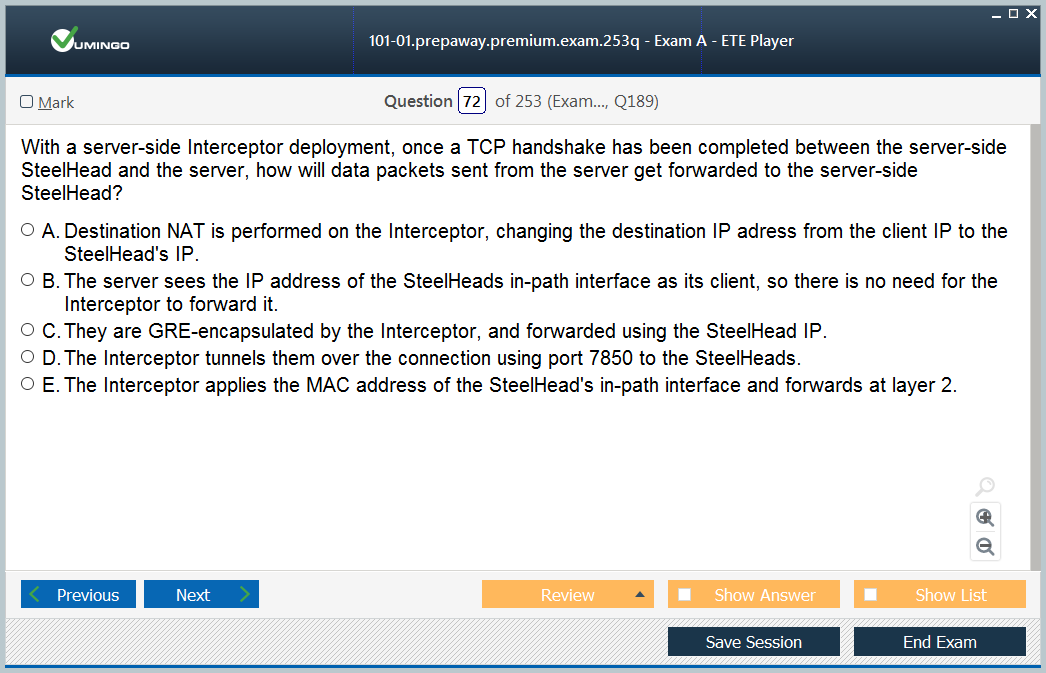 VUMINGO
101-01.prepaway.premium.exam.253q - Exam A - ETE Player
Mark
Question 72 of 253 (Exam..., Q189)
With a server-side Interceptor deployment, once a TCP handshake has been completed between the server-side
SteelHead and the server, how will data packets sent from the server get forwarded to the server-side
SteelHead?
A. Destination NAT is performed on the Interceptor, changing the destination IP adress from the client IP to the
SteelHead's IP.
B. The server sees the IP address of the SteelHeads in-path interface as its client, so there is no need for the
Interceptor to forward it.
C. They are GRE-encapsulated by the Interceptor, and forwarded using the SteelHead IP.
D. The Interceptor tunnels them over the connection using port 7850 to the SteelHeads.
E. The Interceptor applies the MAC address of the SteelHead's in-path interface and forwards at layer 2.
Previous Next Review Show Answer Show List
Save Session End Exam